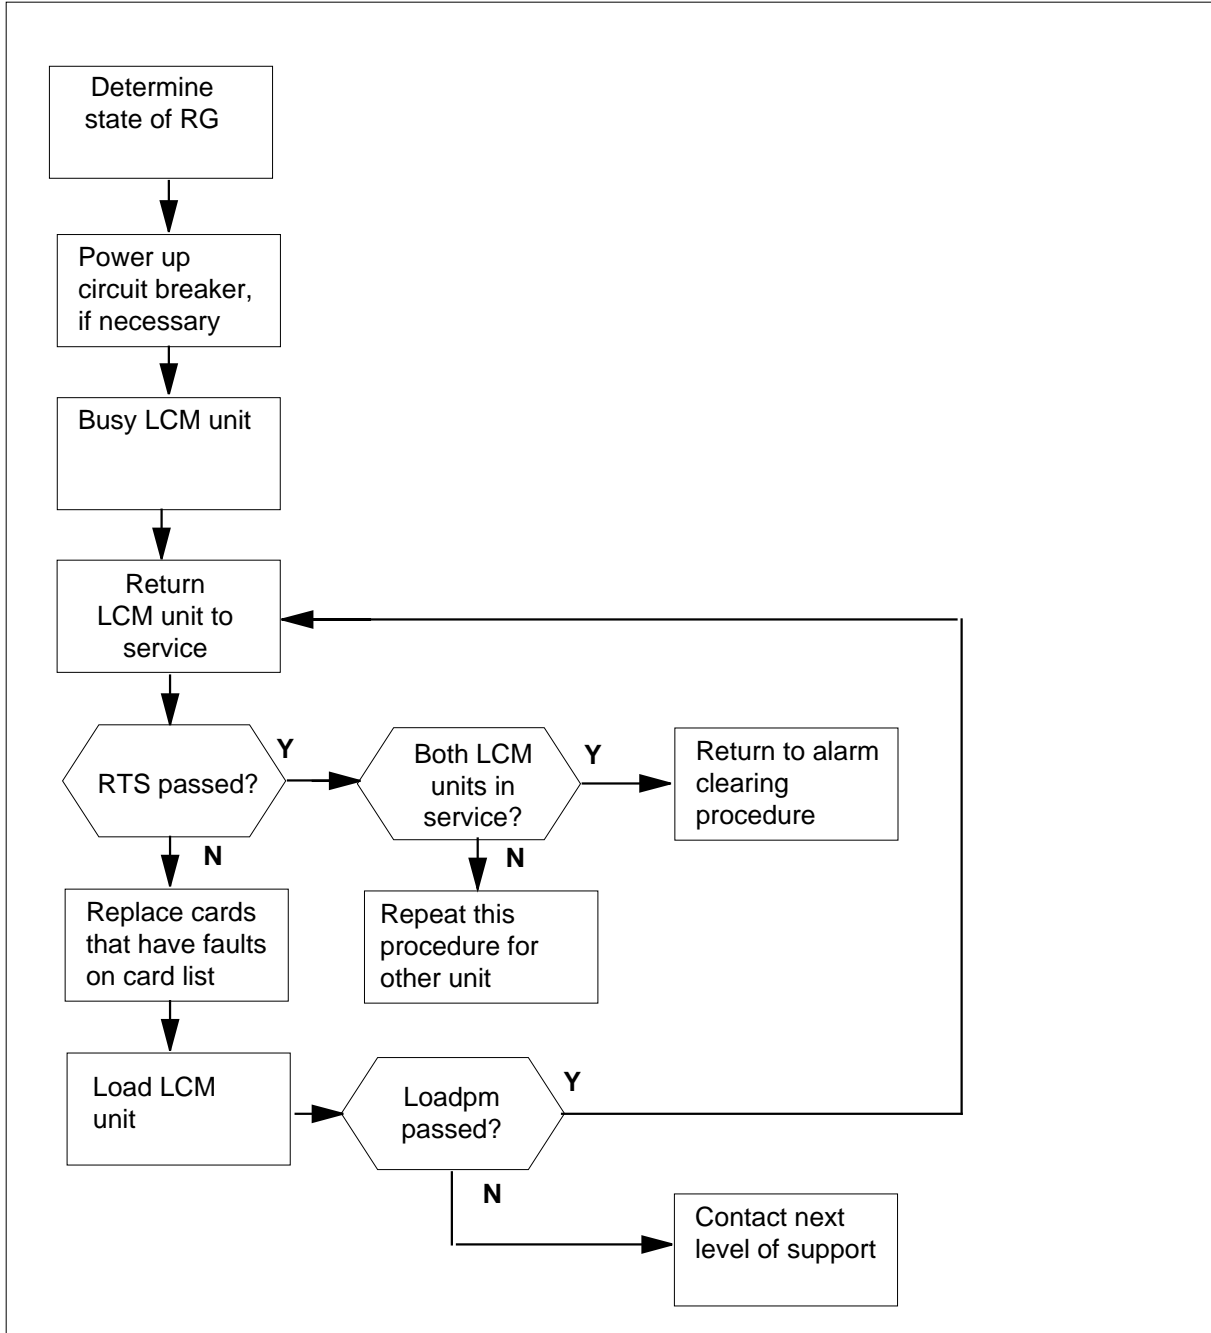 Determine
state of RG
Power up
circuit breaker,
if necessary
Busy LCM unit
Return
LCM unit to
service
RTS passed?
Y
Both LCM
units in
service?
Y
Return to alarm
clearing
procedure
N
N
Replace cards
that have faults
on card list
Repeat this
procedure for
other unit
Load LCM
unit
Loadpm
passed?
Y
N
Contact next
level of support